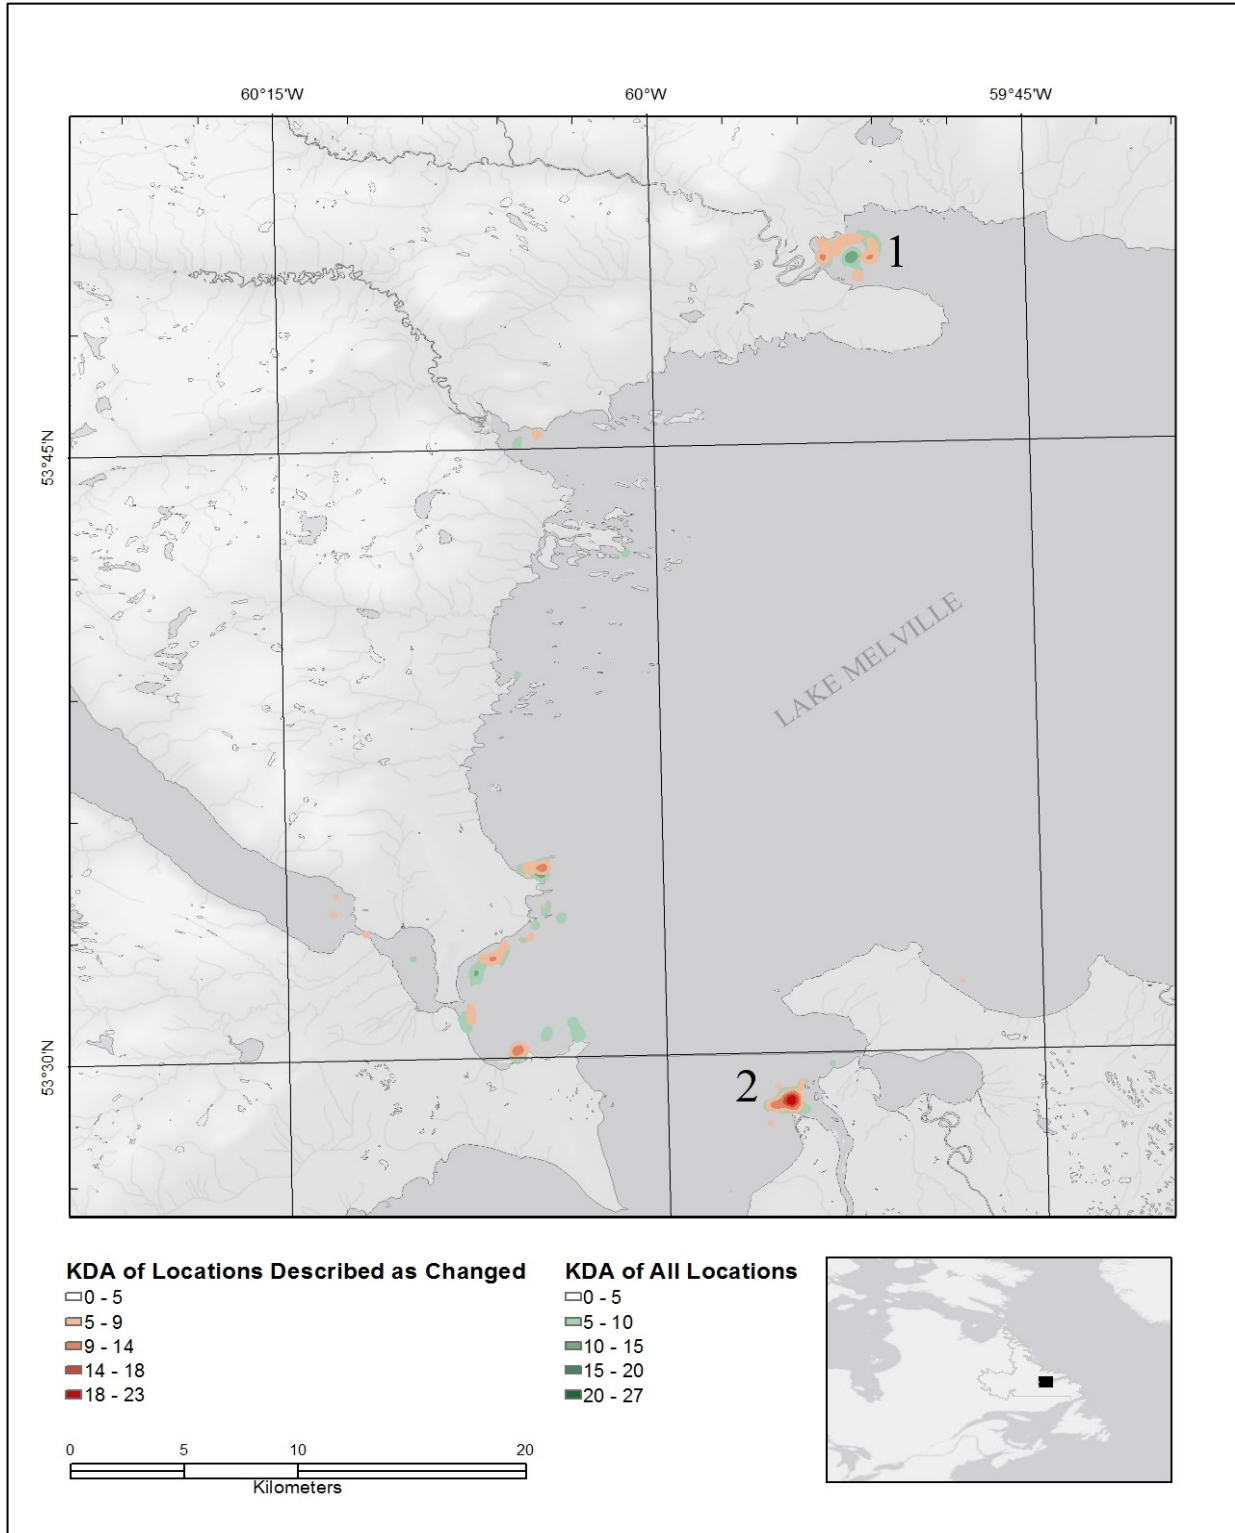 60°15'W 60°W 59°45'W
1
53°45'N
LAKE MELVILLE
53°30'N
2
KDA of Locations Described as Changed
0 - 5
5 - 9
9 - 14
14 - 18
18 - 23
KDA of All Locations
0 - 5
5 - 10
10 - 15
15 - 20
20 - 27
0 5 10 20
Kilometers